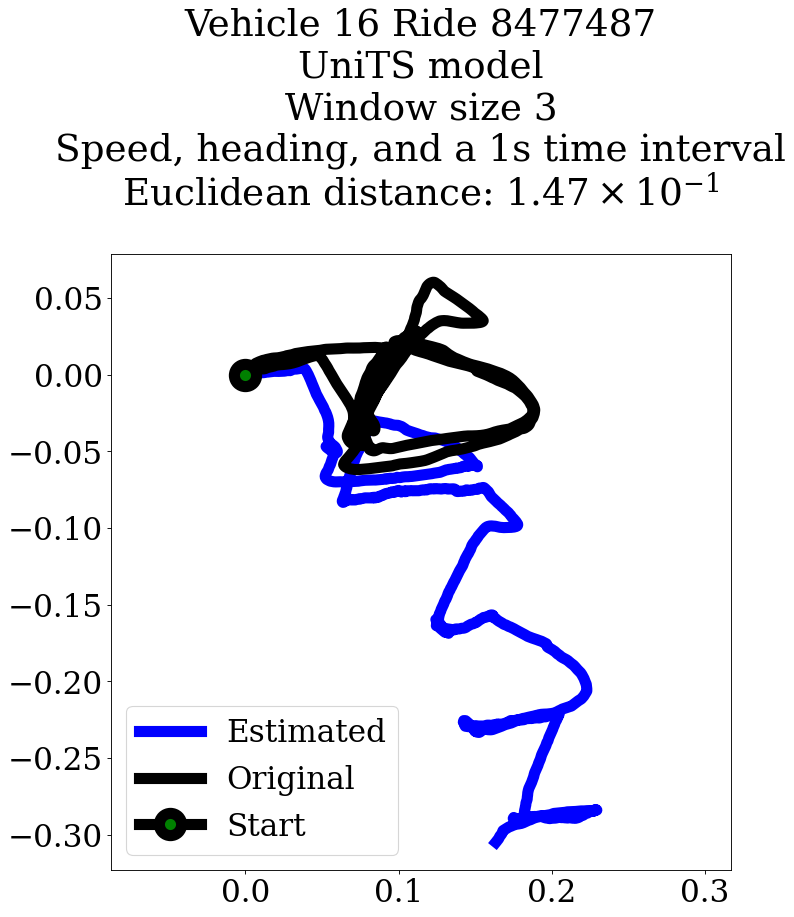 Vehicle 16 Ride 8477487
UniTS model
Window size 3
Speed, heading, and a 1s time interval
Euclidean distance: 1.47 × 10⁻¹
0.05
0.00
−0.05
−0.10
−0.15
−0.20
−0.25
−0.30
Estimated
Original
Start
0.0 0.1 0.2 0.3